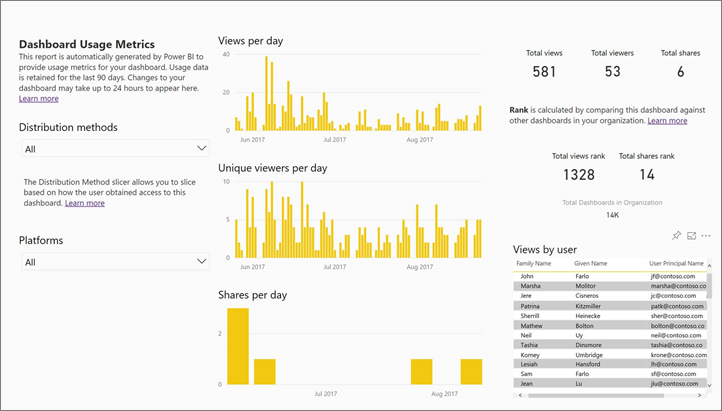 Dashboard Usage Metrics
This report is automatically generated by Power BI to
provide usage metrics for your dashboard. Usage data
is retained for the last 90 days. Changes to your
dashboard may take up to 24 hours to appear here.
Learn more
Distribution methods
All
The Distribution Method slicer allows you to slice
based on how the user obtained access to this
dashboard. Learn more
Platforms
All
Views per day
40
20
0
Jun 2017 Jul 2017 Aug 2017
Unique viewers per day
10
5
0
Jun 2017 Jul 2017 Aug 2017
Shares per day
2
0
Jul 2017 Aug 2017
Total views Total viewers Total shares
581 53 6
Rank is calculated by comparing this dashboard against
other dashboards in your organization. Learn more
Total views rank Total shares rank
1328 14
Total Dashboards in Organization
14K
Views by user
Family Name Given Name User Principal Name
John Farlo jf@contoso.com
Marsha Molitor marsha@contoso.co
Jere Cisneros jc@contoso.com
Patrina Kitzmiller patk@contoso.com
Sherrill Heinecke sher@contoso.com
Mathew Bolton bolton@contoso.co
Neil Uy neil@contoso.com
Tashia Dinsmore tashia@contoso.co
Korney Umbridge krone@contoso.com
Lesiah Hansford lh@contoso.com
Sam Farlo sf@contoso.com
Jean Lu jlu@contoso.com